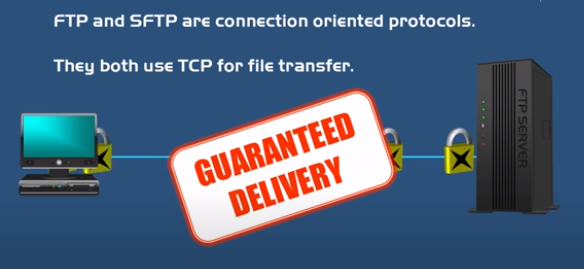 FTP and SFTP are connection oriented protocols.
They both use TCP for file transfer.
GUARANTEED
DELIVERY
FTP SERVER